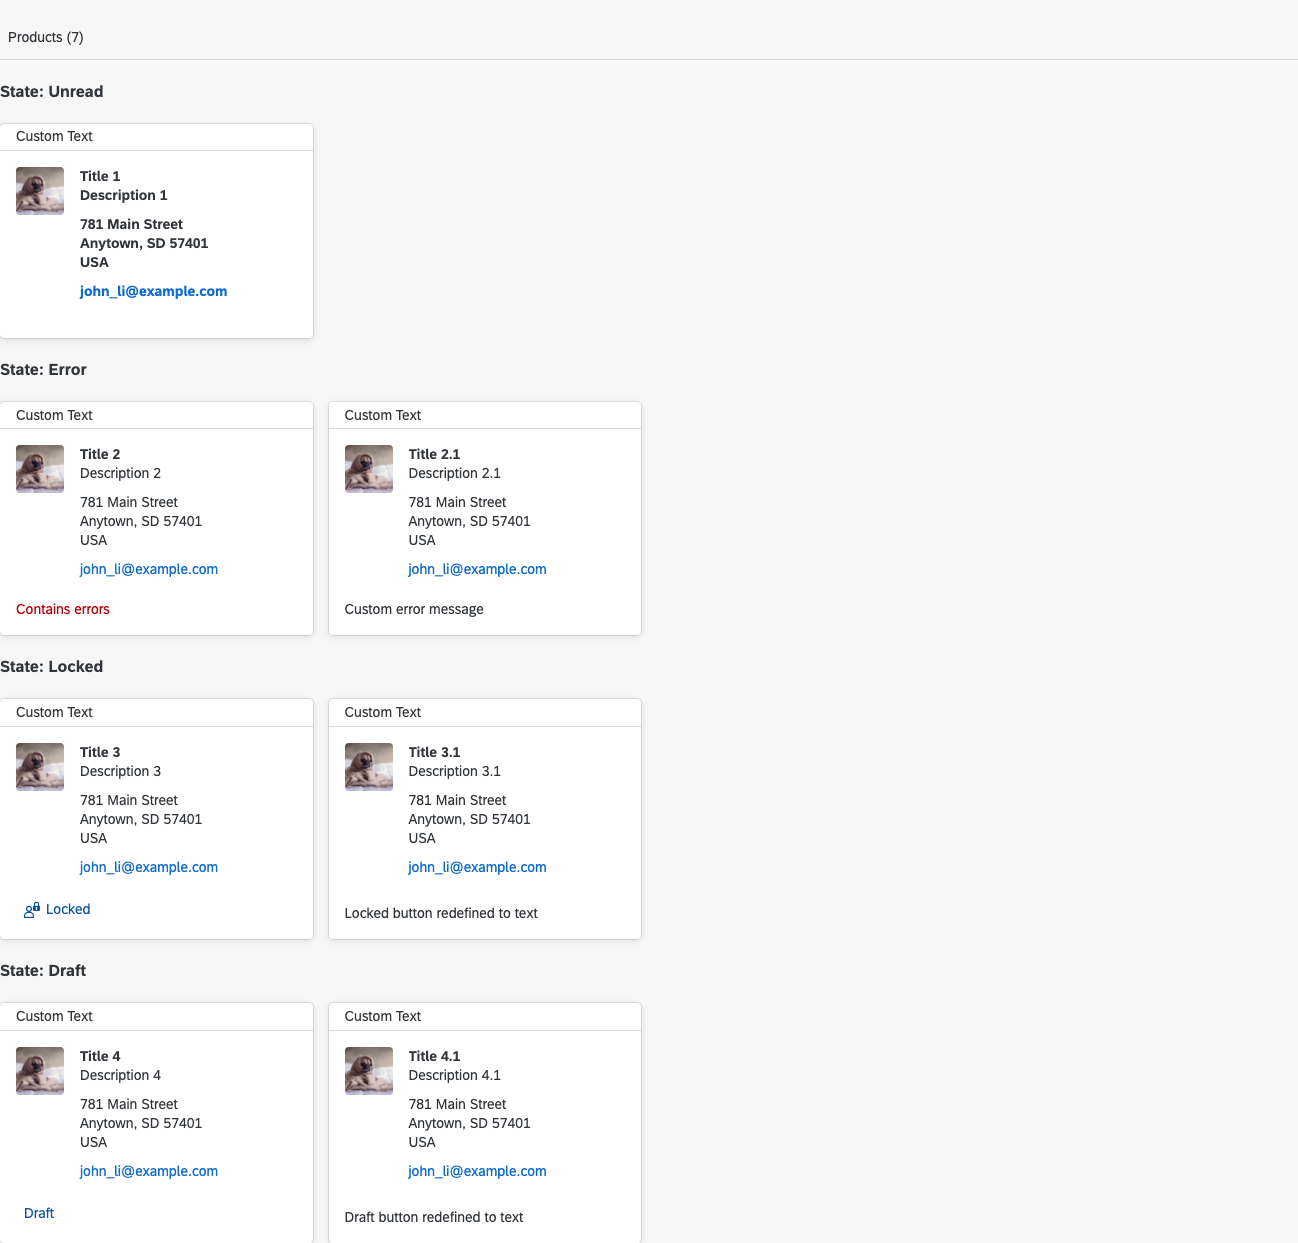 Products (7)
State: Unread
Custom Text
Title 1
Description 1
781 Main Street
Anytown, SD 57401
USA
john_li@example.com
State: Error
Custom Text
Title 2
Description 2
781 Main Street
Anytown, SD 57401
USA
john_li@example.com
Contains errors
Custom Text
Title 2.1
Description 2.1
781 Main Street
Anytown, SD 57401
USA
john_li@example.com
Custom error message
State: Locked
Custom Text
Title 3
Description 3
781 Main Street
Anytown, SD 57401
USA
john_li@example.com
Locked
Custom Text
Title 3.1
Description 3.1
781 Main Street
Anytown, SD 57401
USA
john_li@example.com
Locked button redefined to text
State: Draft
Custom Text
Title 4
Description 4
781 Main Street
Anytown, SD 57401
USA
john_li@example.com
Draft
Custom Text
Title 4.1
Description 4.1
781 Main Street
Anytown, SD 57401
USA
john_li@example.com
Draft button redefined to text